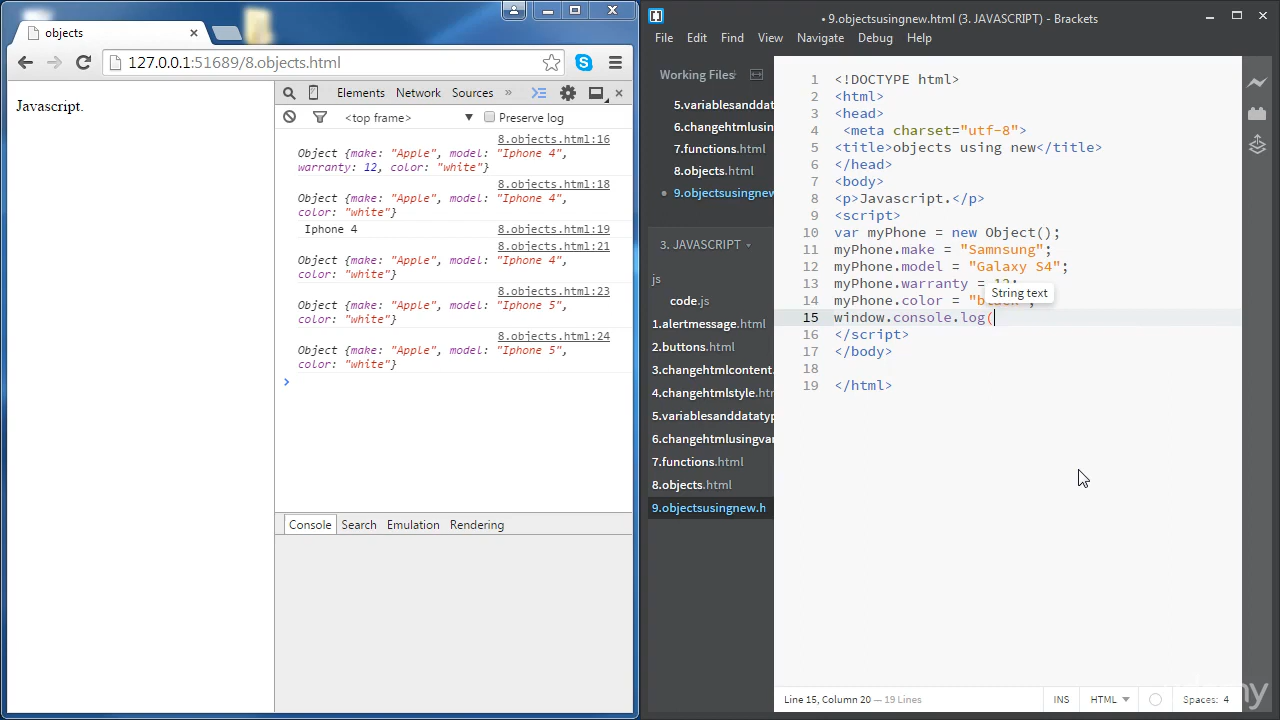 objects
127.0.0.1:51689/8.objects.html
Javascript.
Elements Network Sources »
<top frame> Preserve log
8.objects.html:16
Object {make: "Apple", model: "Iphone 4",
warranty: 12, color: "white"}
8.objects.html:18
Object {make: "Apple", model: "Iphone 4",
color: "white"}
Iphone 4 8.objects.html:19
8.objects.html:21
Object {make: "Apple", model: "Iphone 4",
color: "white"}
8.objects.html:23
Object {make: "Apple", model: "Iphone 5",
color: "white"}
8.objects.html:24
Object {make: "Apple", model: "Iphone 5",
color: "white"}
Console Search Emulation Rendering
• 9.objectsusingnew.html (3. JAVASCRIPT) - Brackets
File Edit Find View Navigate Debug Help
Working Files
5.variablesanddat
6.changehtmlusin
7.functions.html
8.objects.html
9.objectsusingnew
3. JAVASCRIPT
js
code.js
1.alertmessage.html
2.buttons.html
3.changehtmlcontent.
4.changehtmlstyle.ht
5.variablesanddatatyp
6.changehtmlusingvar
7.functions.html
8.objects.html
9.objectsusingnew.h
1 <!DOCTYPE html>
2 <html>
3 <head>
4 <meta charset="utf-8">
5 <title>objects using new</title>
6 </head>
7 <body>
8 <p>Javascript.</p>
9 <script>
10 var myPhone = new Object();
11 myPhone.make = "Samnsung";
12 myPhone.model = "Galaxy S4";
13 myPhone.warranty = 12;
14 myPhone.color = "black";
String text
15 window.console.log(
16 </script>
17 </body>
18
19 </html>
Line 15, Column 20 — 19 Lines
INS HTML Spaces: 4